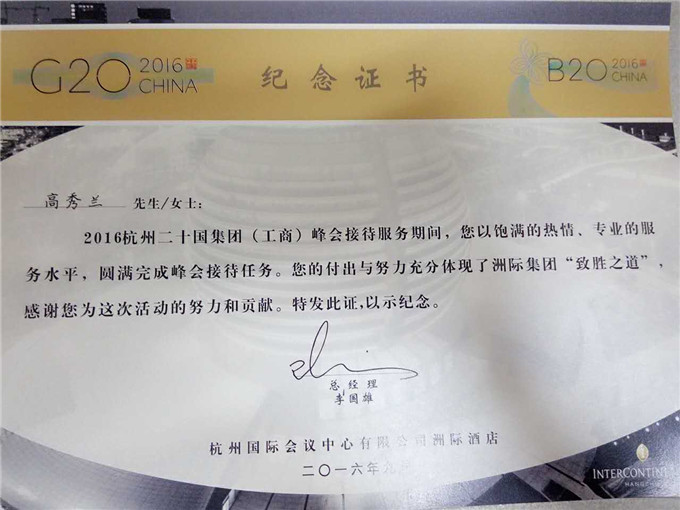 G20 2016 CHINA
纪念证书
B20 2016 CHINA
高秀兰 先生/女士:
2016杭州二十国集团（工商）峰会接待服务期间，您以饱满的热情、专业的服
务水平，圆满完成峰会接待任务。您的付出与努力充分体现了洲际集团“致胜之道”，
感谢您为这次活动的努力和贡献。特发此证,以示纪念。
总经理
李国雄
杭州国际会议中心有限公司洲际酒店
二〇一六年九
INTERCONTIN
HANGZHOU